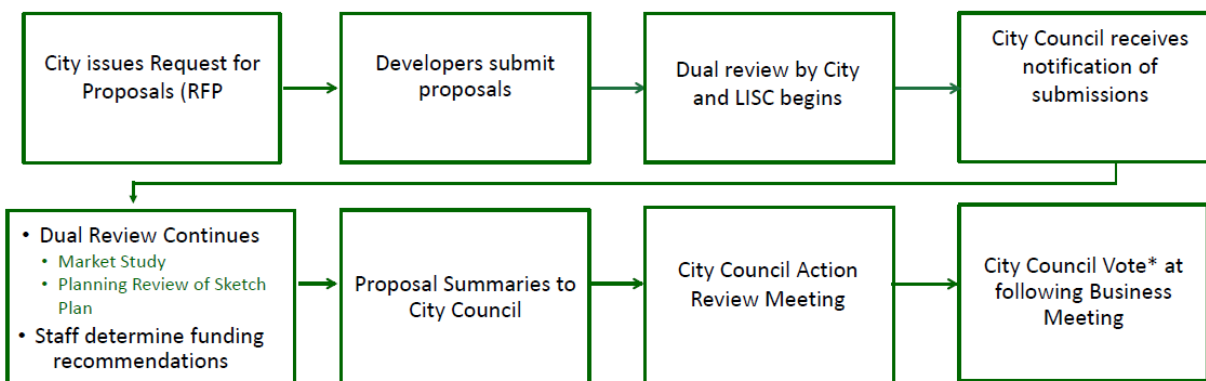 City issues Request for
Proposals (RFP
Developers submit
proposals
Dual review by City
and LISC begins
City Council receives
notification of
submissions
• Dual Review Continues
• Market Study
• Planning Review of Sketch
Plan
• Staff determine funding
recommendations
Proposal Summaries to
City Council
City Council Action
Review Meeting
City Council Vote* at
following Business
Meeting